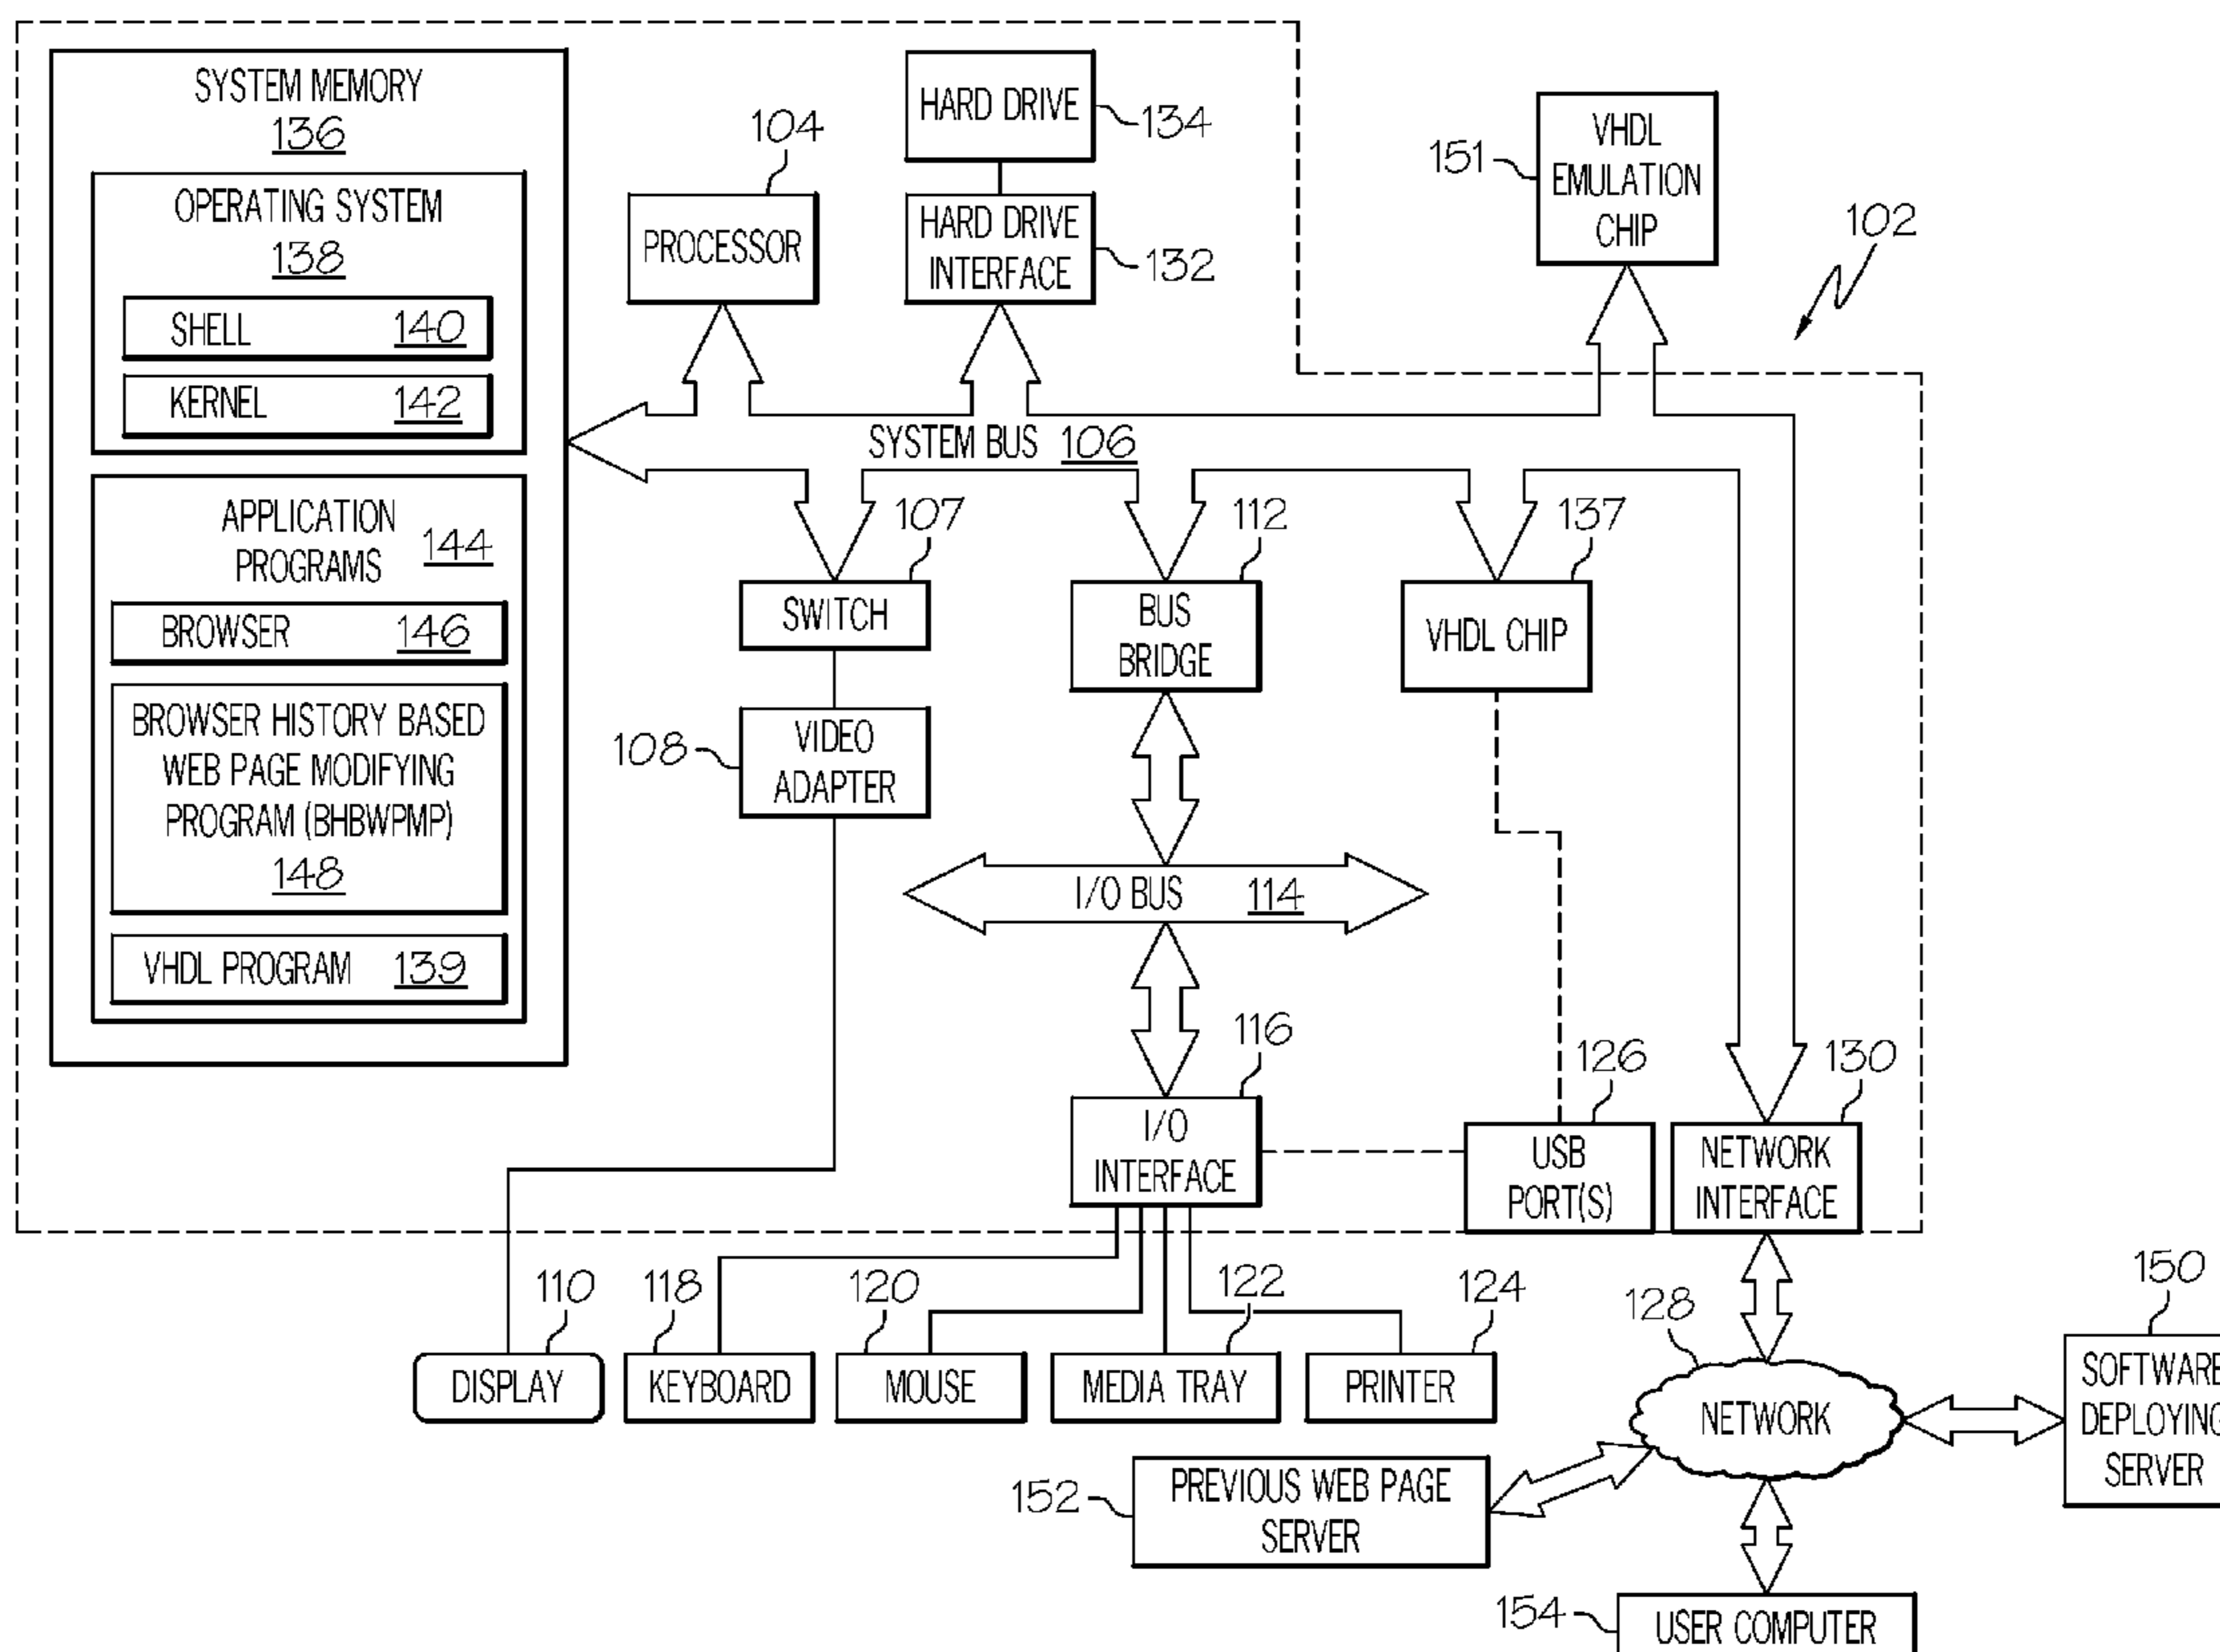 SYSTEM MEMORY
136
OPERATING SYSTEM
138
SHELL 140
KERNEL 142
APPLICATION
PROGRAMS
144
BROWSER 146
BROWSER HISTORY BASED
WEB PAGE MODIFYING
PROGRAM (BHBWPMP)
148
VHDL PROGRAM 139
104
PROCESSOR
HARD DRIVE
134
HARD DRIVE
INTERFACE
132
151
VHDL
EMULATION
CHIP
102
SYSTEM BUS 106
107
SWITCH
112
BUS
BRIDGE
137
VHDL CHIP
108
VIDEO
ADAPTER
I/O BUS 114
116
I/O
INTERFACE
126
USB
PORT(S)
130
NETWORK
INTERFACE
110
DISPLAY
118
KEYBOARD
120
MOUSE
122
MEDIA TRAY
124
PRINTER
128
NETWORK
150
SOFTWARE
DEPLOYING
SERVER
152
PREVIOUS WEB PAGE
SERVER
154
USER COMPUTER